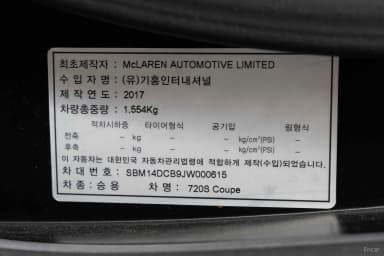 최초제작자 : McLAREN AUTOMOTIVE LIMITED
수 입 자 명 : (유)기흥인터내셔널
제 작 연 도 : 2017
차량총중량 : 1,554Kg
적차시하중 타이어형식 공기압 림형식
전축 – kg – – kg/cm²(PSI) –
후축 – kg – – kg/cm²(PSI) –
이 자동차는 대한민국 자동차관리법령에 적합하게 제작(수입)되었습니다.
차 대 번 호 : SBM14DCB9JW000615
차 종 : 승 용 차 명 : 720S Coupe
Encar